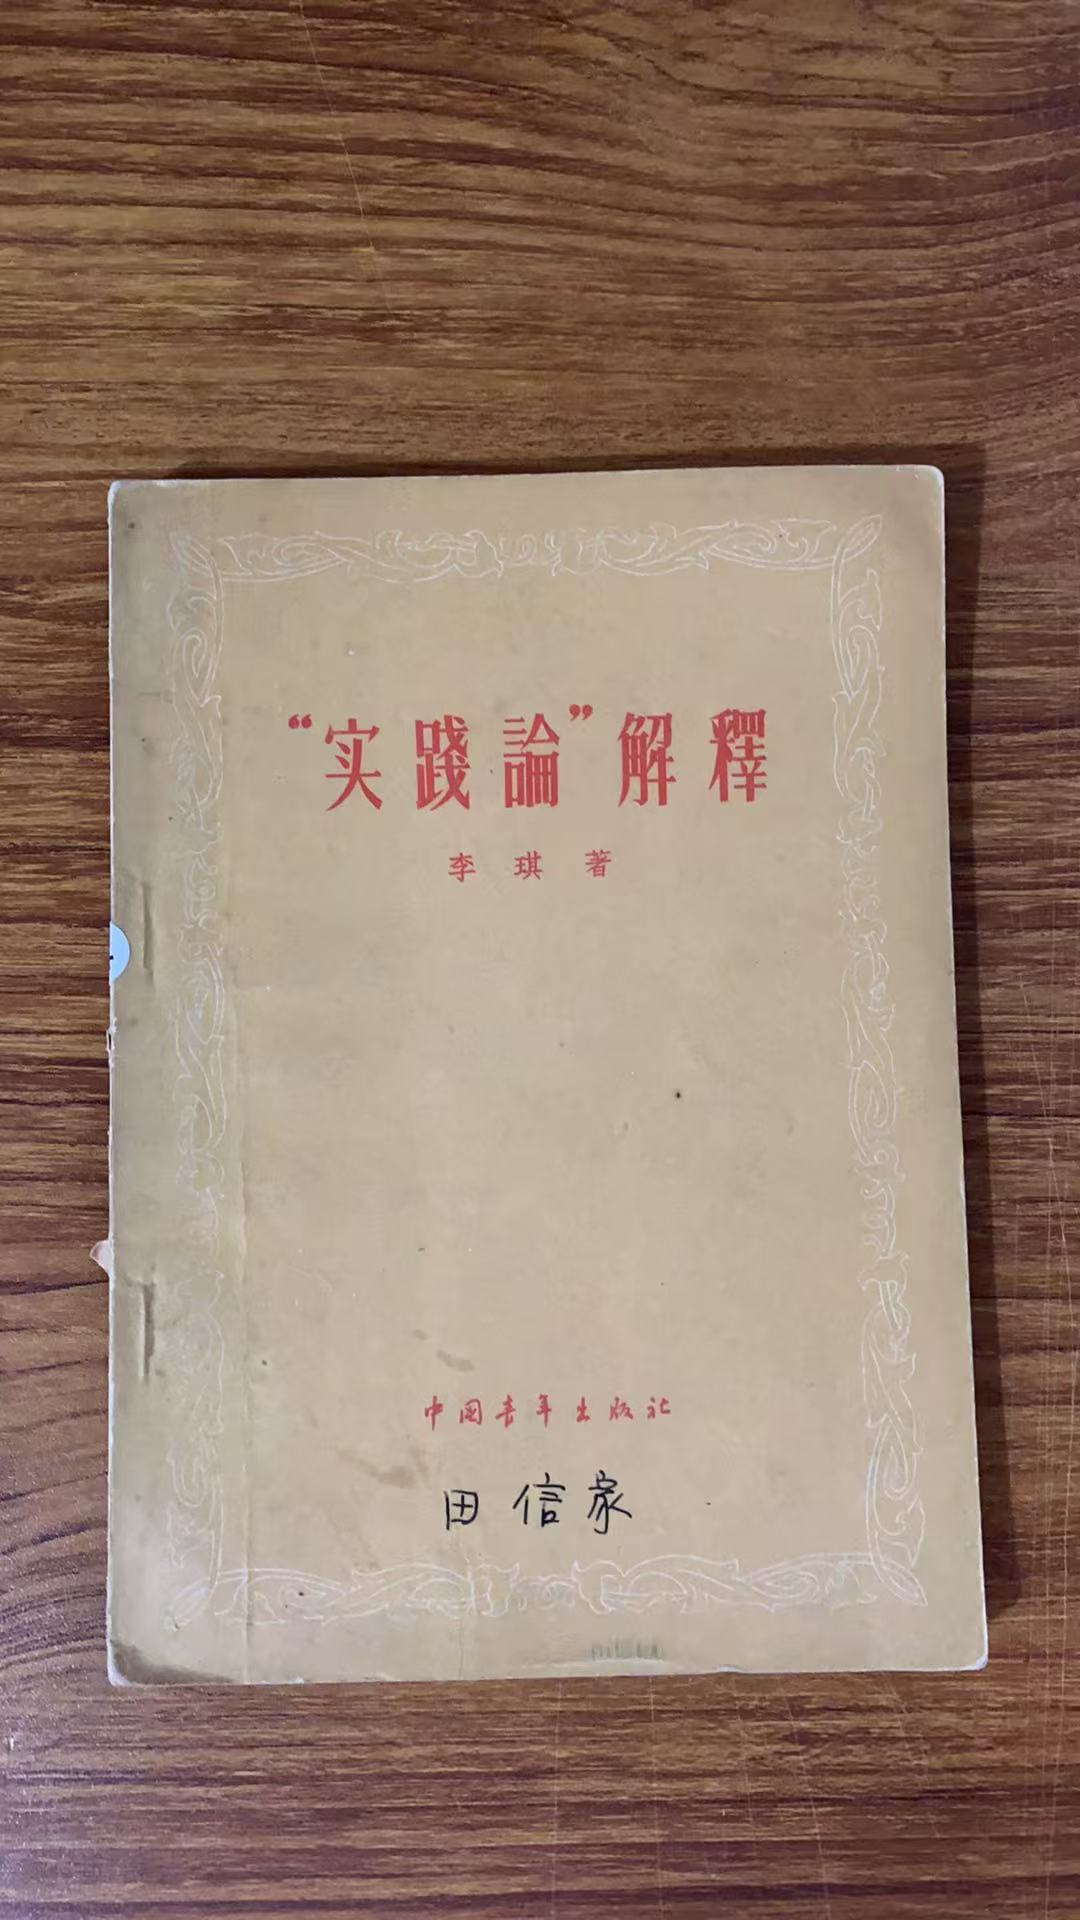 “实践論”解釋
李琪著
中国青年出版社
田信家